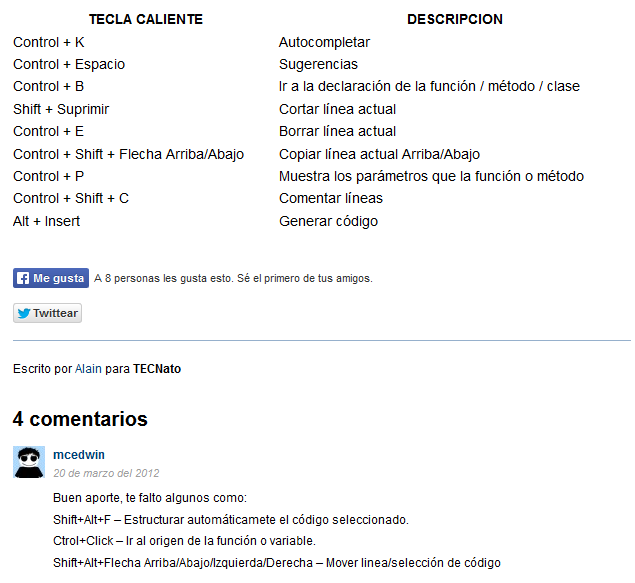 TECLA CALIENTE DESCRIPCION
Control + K Autocompletar
Control + Espacio Sugerencias
Control + B Ir a la declaración de la función / método / clase
Shift + Suprimir Cortar línea actual
Control + E Borrar línea actual
Control + Shift + Flecha Arriba/Abajo Copiar línea actual Arriba/Abajo
Control + P Muestra los parámetros que la función o método
Control + Shift + C Comentar líneas
Alt + Insert Generar código
Me gusta A 8 personas les gusta esto. Sé el primero de tus amigos.
Twittear
Escrito por Alain para TECNato
4 comentarios
mcedwin
20 de marzo del 2012
Buen aporte, te falto algunos como:
Shift+Alt+F – Estructurar automáticamete el código seleccionado.
Ctrol+Click – Ir al origen de la función o variable.
Shift+Alt+Flecha Arriba/Abajo/Izquierda/Derecha – Mover linea/selección de código